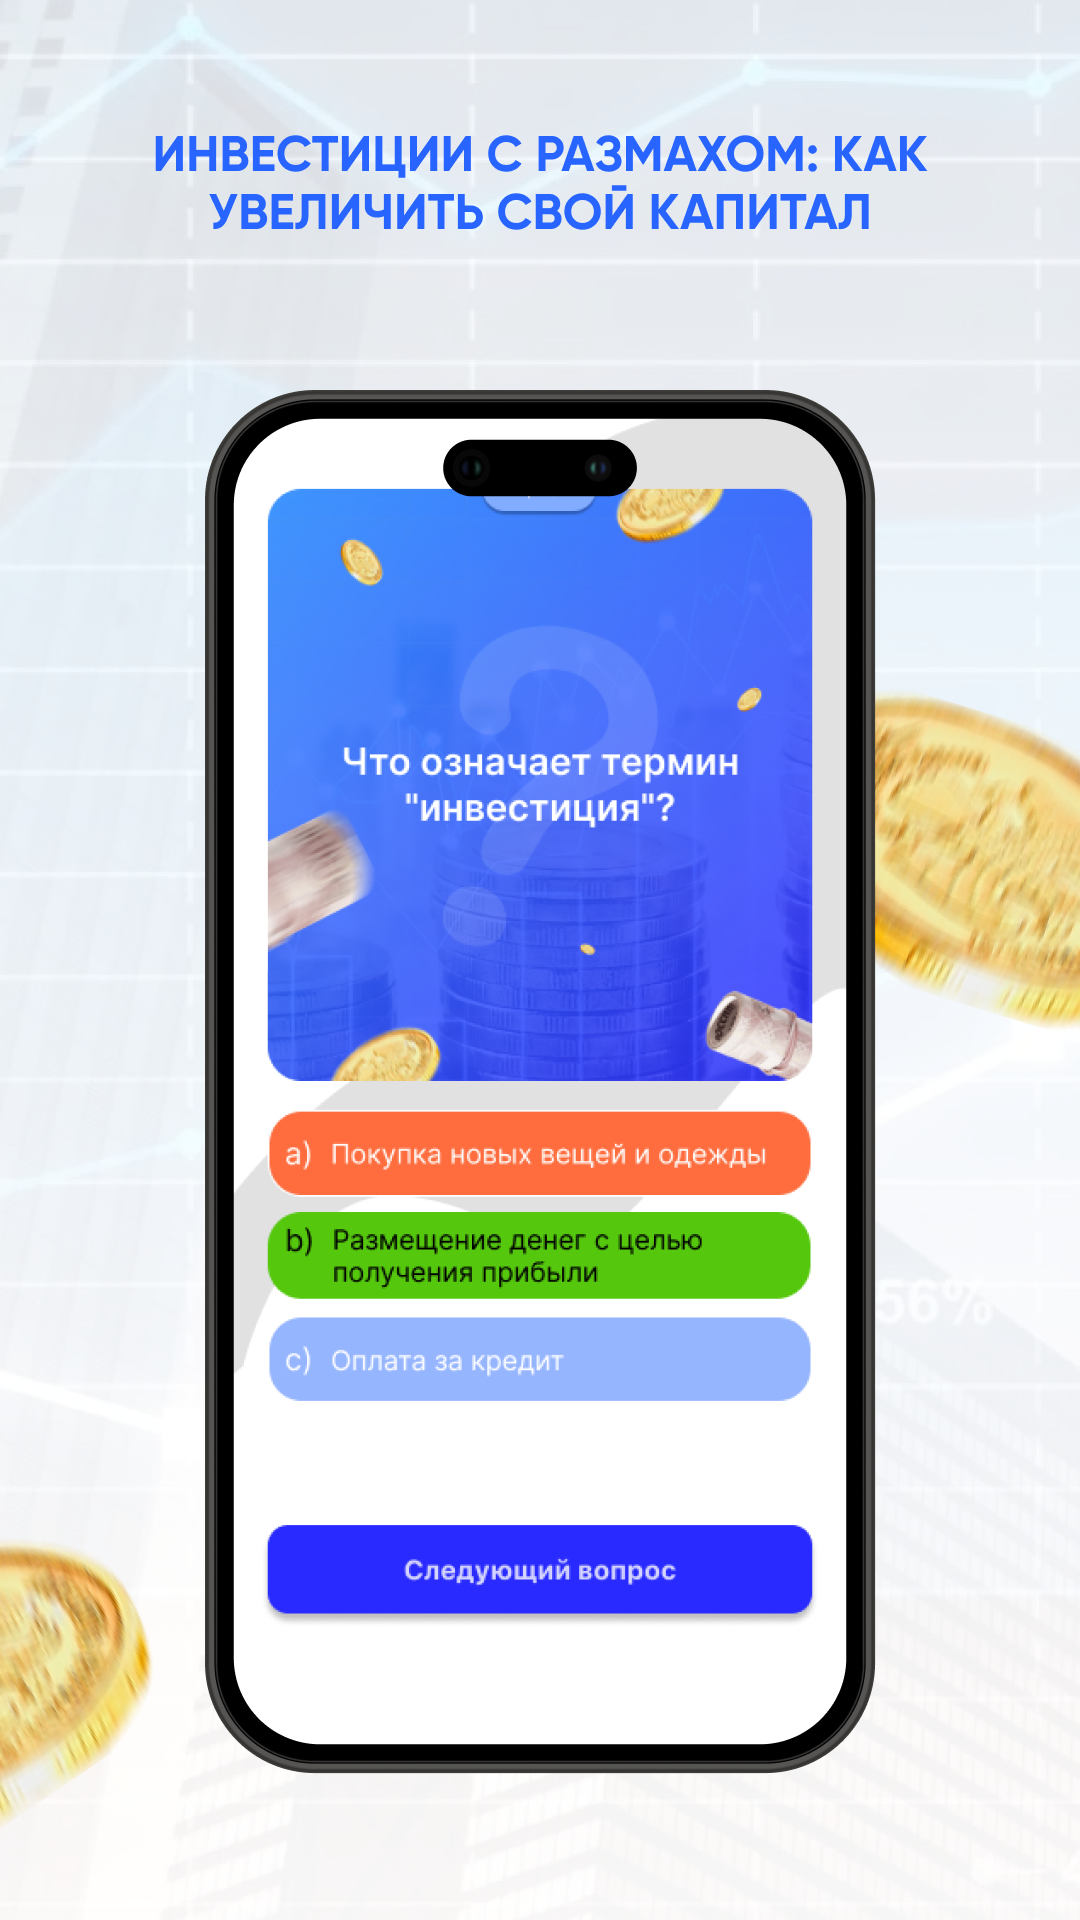 ИНВЕСТИЦИИ С РАЗМАХОМ: КАК
УВЕЛИЧИТЬ СВОЙ КАПИТАЛ
Что означает термин
"инвестиция"?
a) Покупка новых вещей и одежды
b) Размещение денег с целью
получения прибыли
56%
c) Оплата за кредит
Следующий вопрос